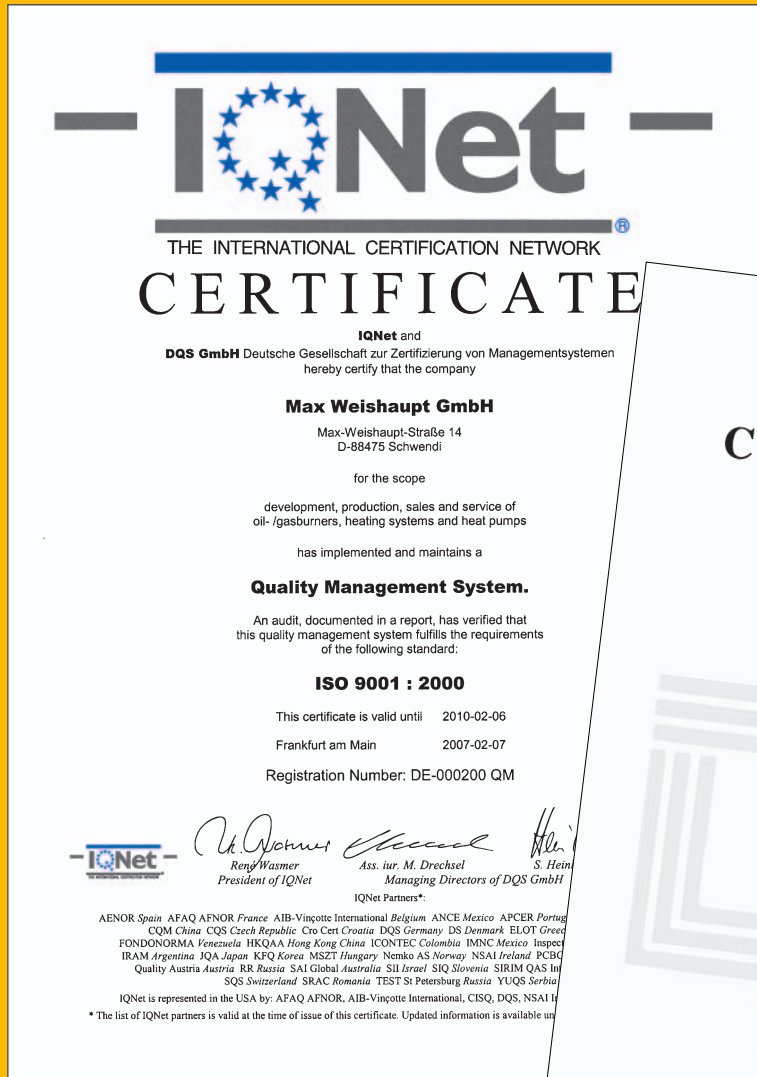 IQNet ®
THE INTERNATIONAL CERTIFICATION NETWORK
CERTIFICATE
IQNet and
DQS GmbH Deutsche Gesellschaft zur Zertifizierung von Managementsystemen
hereby certify that the company
Max Weishaupt GmbH
Max-Weishaupt-Straße 14
D-88475 Schwendi
for the scope
development, production, sales and service of
oil- /gasburners, heating systems and heat pumps
has implemented and maintains a
Quality Management System.
An audit, documented in a report, has verified that
this quality management system fulfills the requirements
of the following standard:
ISO 9001 : 2000
This certificate is valid until 2010-02-06
Frankfurt am Main 2007-02-07
Registration Number: DE-000200 QM
IQNet
René Wasmer Ass. iur. M. Drechsel S. Hein
President of IQNet Managing Directors of DQS GmbH
IQNet Partners*:
AENOR Spain AFAQ AFNOR France AIB-Vinçotte International Belgium ANCE Mexico APCER Portug
CQM China CQS Czech Republic Cro Cert Croatia DQS Germany DS Denmark ELOT Greec
FONDONORMA Venezuela HKQAA Hong Kong China ICONTEC Colombia IMNC Mexico Inspect
IRAM Argentina JQA Japan KFQ Korea MSZT Hungary Nemko AS Norway NSAI Ireland PCBC
Quality Austria Austria RR Russia SAI Global Australia SII Israel SIQ Slovenia SIRIM QAS In
SQS Switzerland SRAC Romania TEST St Petersburg Russia YUQS Serbia
IQNet is represented in the USA by: AFAQ AFNOR, AIB-Vinçotte International, CISQ, DQS, NSAI I
* The list of IQNet partners is valid at the time of issue of this certificate. Updated information is available un
C